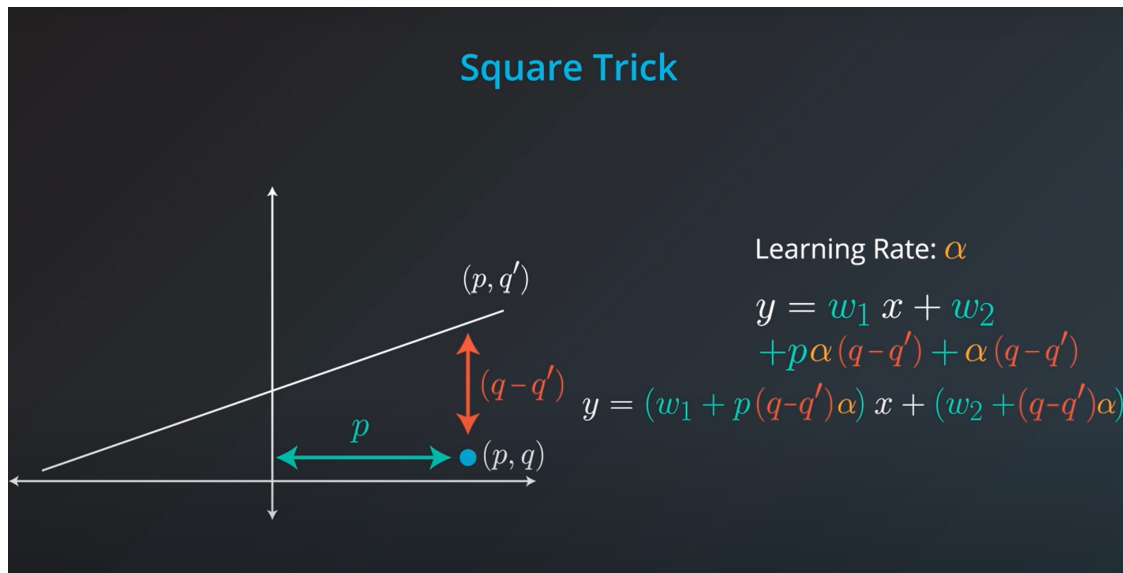 Square Trick
(p, q′)
(q−q′)
p
(p, q)
Learning Rate: α
y = w₁ x + w₂
+pα(q−q′) + α(q−q′)
y = (w₁ + p(q−q′)α) x + (w₂ +(q−q′)α)